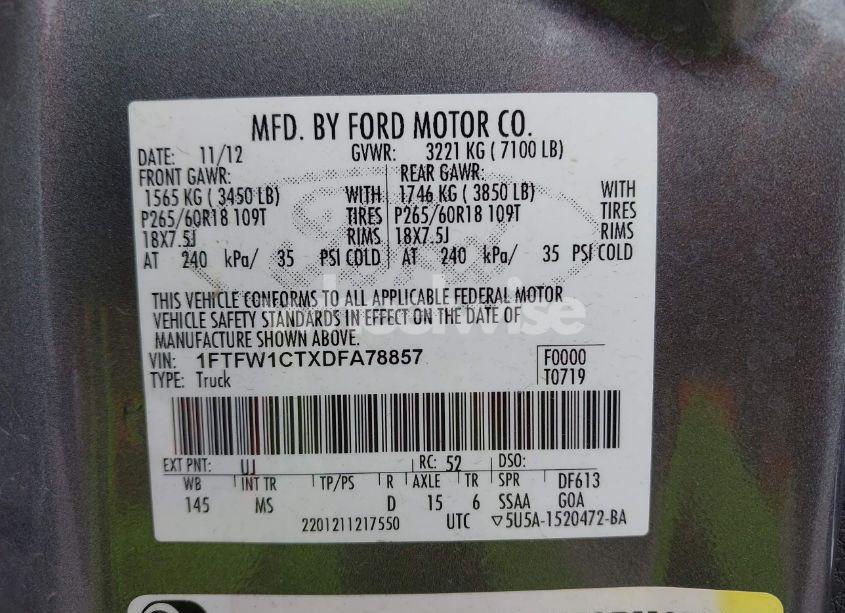 MFD. BY FORD MOTOR CO.
DATE: 11/12 GVWR: 3221 KG ( 7100 LB)
FRONT GAWR: REAR GAWR:
1565 KG ( 3450 LB) WITH 1746 KG ( 3850 LB) WITH
P265/60R18 109T TIRES P265/60R18 109T TIRES
18X7.5J RIMS 18X7.5J RIMS
AT 240 kPa/ 35 PSI COLD AT 240 kPa/ 35 PSI COLD
THIS VEHICLE CONFORMS TO ALL APPLICABLE FEDERAL MOTOR
VEHICLE SAFETY STANDARDS IN EFFECT ON THE DATE OF
MANUFACTURE SHOWN ABOVE.
VIN: 1FTFW1CTXDFA78857 F0000
TYPE: Truck T0719
EXT PNT: UJ RC: 52 DSO:
WB INT TR TP/PS R AXLE TR SPR DF613
145 MS D 15 6 SSAA GOA
2201211217550 UTC ▽5U5A-1520472-BA